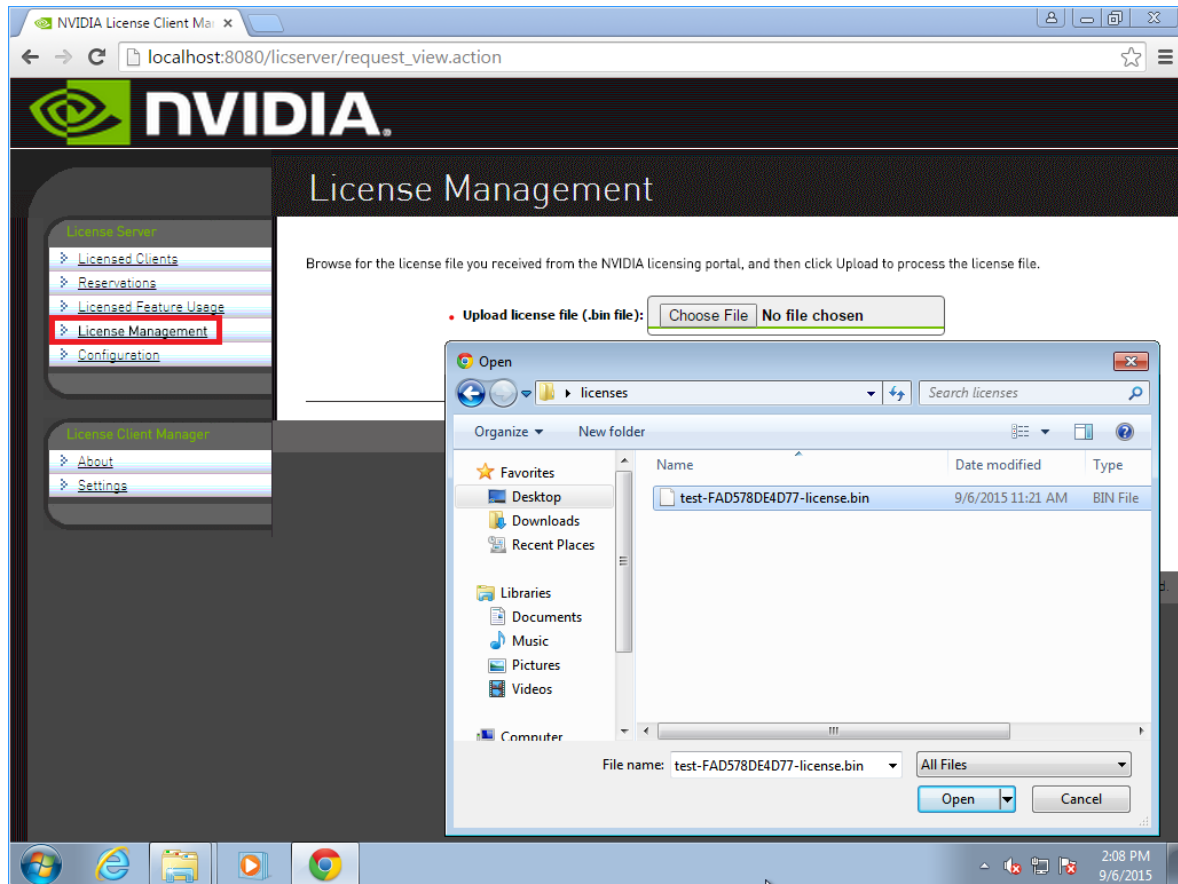 NVIDIA License Client Ma
localhost:8080/licserver/request_view.action
NVIDIA.
License Management
License Server
Licensed Clients
Reservations
Licensed Feature Usage
License Management
Configuration
License Client Manager
About
Settings
Browse for the license file you received from the NVIDIA licensing portal, and then click Upload to process the license file.
Upload license file (.bin file): Choose File No file chosen
Open
licenses
Search licenses
Organize New folder
Favorites
Desktop
Downloads
Recent Places
Libraries
Documents
Music
Pictures
Videos
Computer
Name Date modified Type
test-FAD578DE4D77-license.bin 9/6/2015 11:21 AM BIN File
File name: test-FAD578DE4D77-license.bin All Files
Open Cancel
d.
2:08 PM
9/6/2015